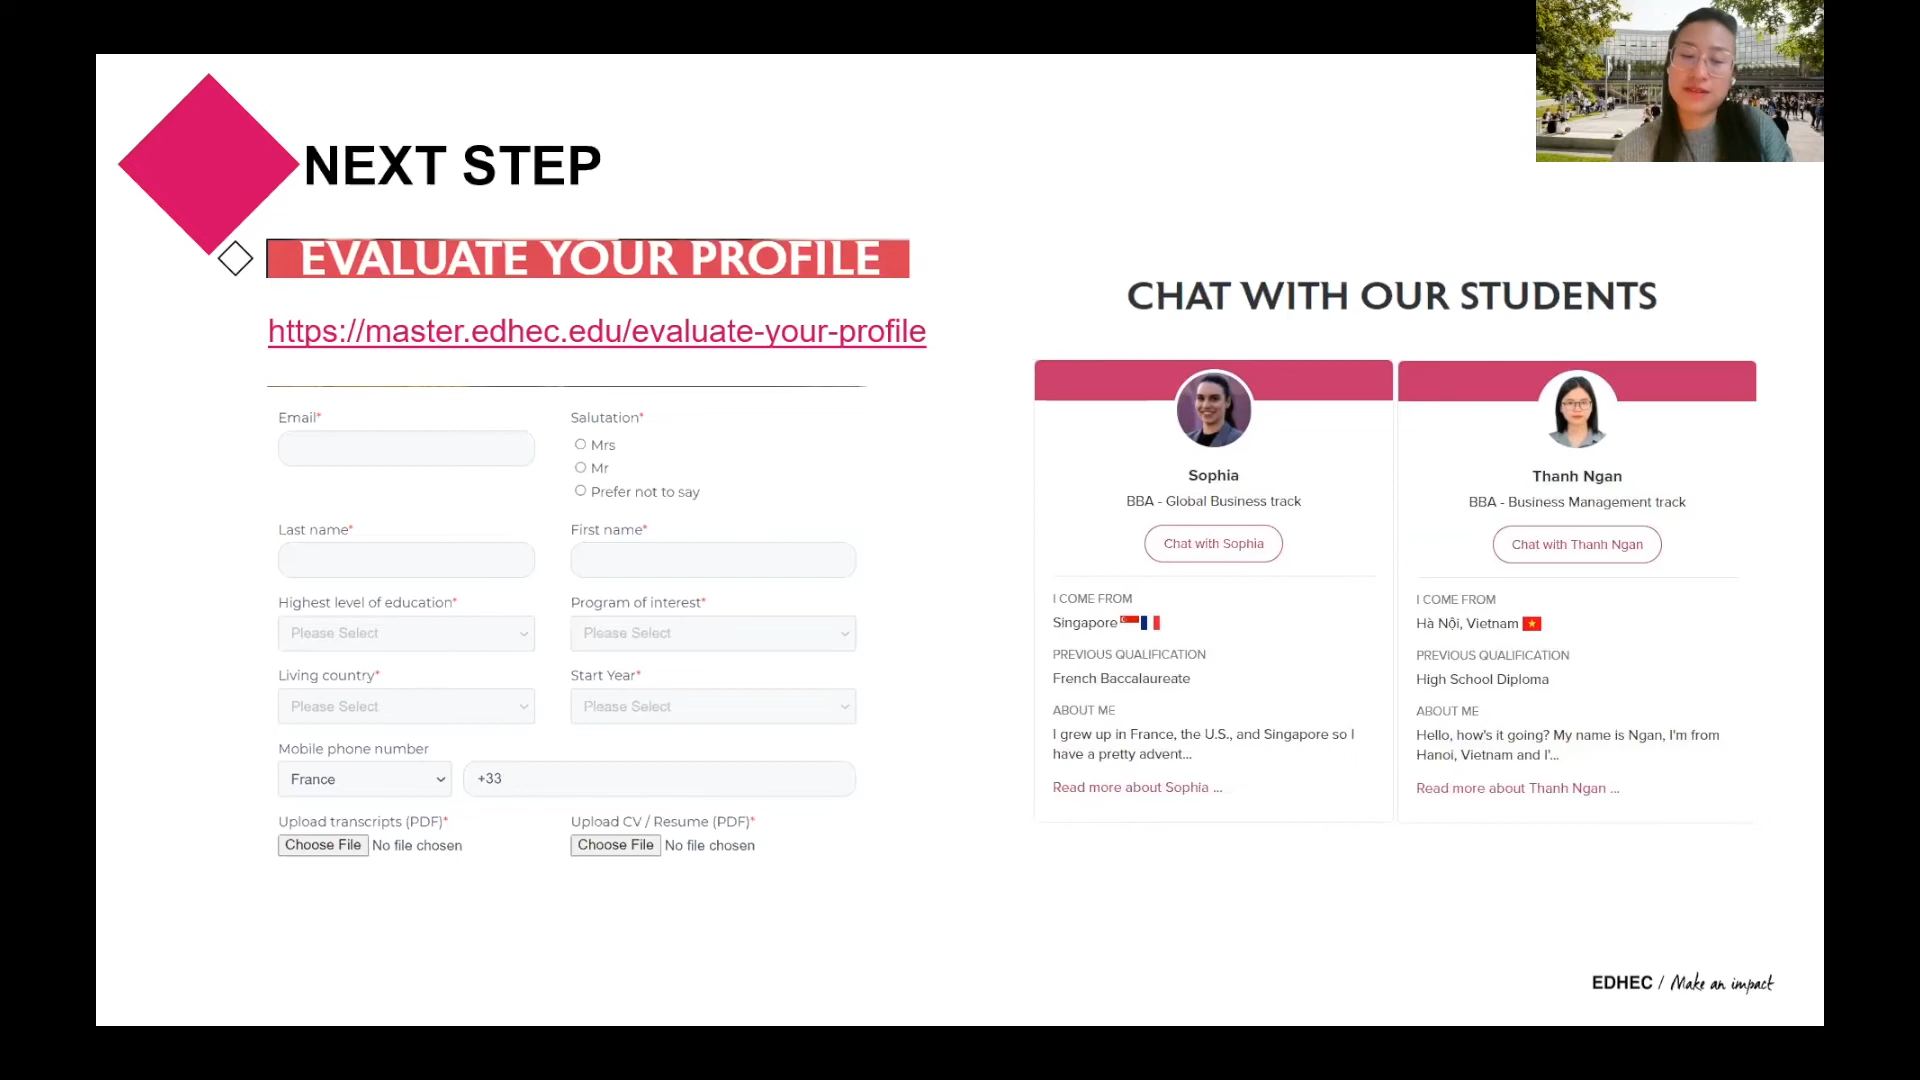 NEXT STEP
EVALUATE YOUR PROFILE
https://master.edhec.edu/evaluate-your-profile
Email*
Salutation*
Mrs
Mr
Prefer not to say
Last name*
First name*
Highest level of education*
Program of interest*
Please Select
Please Select
Living country*
Start Year*
Please Select
Please Select
Mobile phone number
France
+33
Upload transcripts (PDF)*
Upload CV / Resume (PDF)*
Choose File No file chosen
Choose File No file chosen
CHAT WITH OUR STUDENTS
Sophia
BBA - Global Business track
Chat with Sophia
I COME FROM
Singapore
PREVIOUS QUALIFICATION
French Baccalaureate
ABOUT ME
I grew up in France, the U.S., and Singapore so I
have a pretty advent...
Read more about Sophia ...
Thanh Ngan
BBA - Business Management track
Chat with Thanh Ngan
I COME FROM
Hà Nội, Vietnam
PREVIOUS QUALIFICATION
High School Diploma
ABOUT ME
Hello, how's it going? My name is Ngan, I'm from
Hanoi, Vietnam and I'...
Read more about Thanh Ngan ...
EDHEC / Make an impact